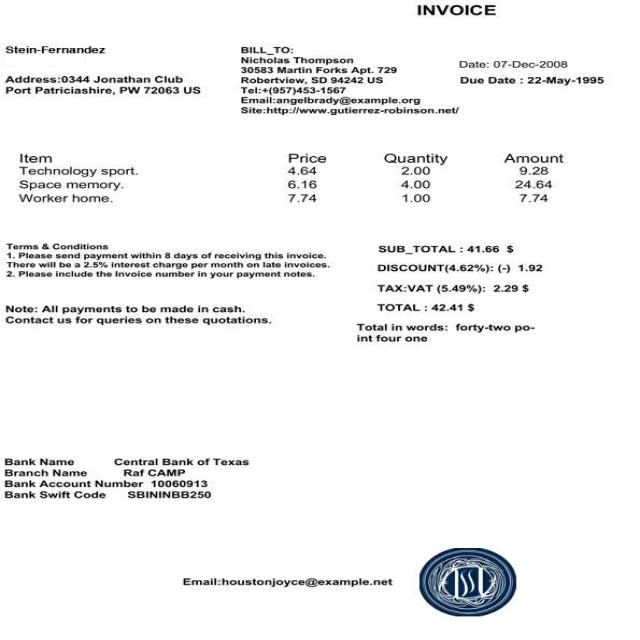 INVOICE
Stein-Fernandez
Address:0344 Jonathan Club
Port Patriciashire, PW 72063 US
BILL_TO:
Nicholas Thompson
30583 Martin Forks Apt. 729
Robertview, SD 94242 US
Tel:+(957)453-1567
Email:angelbrady@example.org
Site:http://www.gutierrez-robinson.net/
Date: 07-Dec-2008
Due Date : 22-May-1995
Item Price Quantity Amount
Technology sport. 4.64 2.00 9.28
Space memory. 6.16 4.00 24.64
Worker home. 7.74 1.00 7.74
Terms & Conditions
1. Please send payment within 8 days of receiving this invoice.
There will be a 2.5% interest charge per month on late invoices.
2. Please include the Invoice number in your payment notes.
Note: All payments to be made in cash.
Contact us for queries on these quotations.
SUB_TOTAL : 41.66 $
DISCOUNT(4.62%): (-) 1.92
TAX:VAT (5.49%): 2.29 $
TOTAL : 42.41 $
Total in words: forty-two po-
int four one
Bank Name Central Bank of Texas
Branch Name Raf CAMP
Bank Account Number 10060913
Bank Swift Code SBININBB250
Email:houstonjoyce@example.net